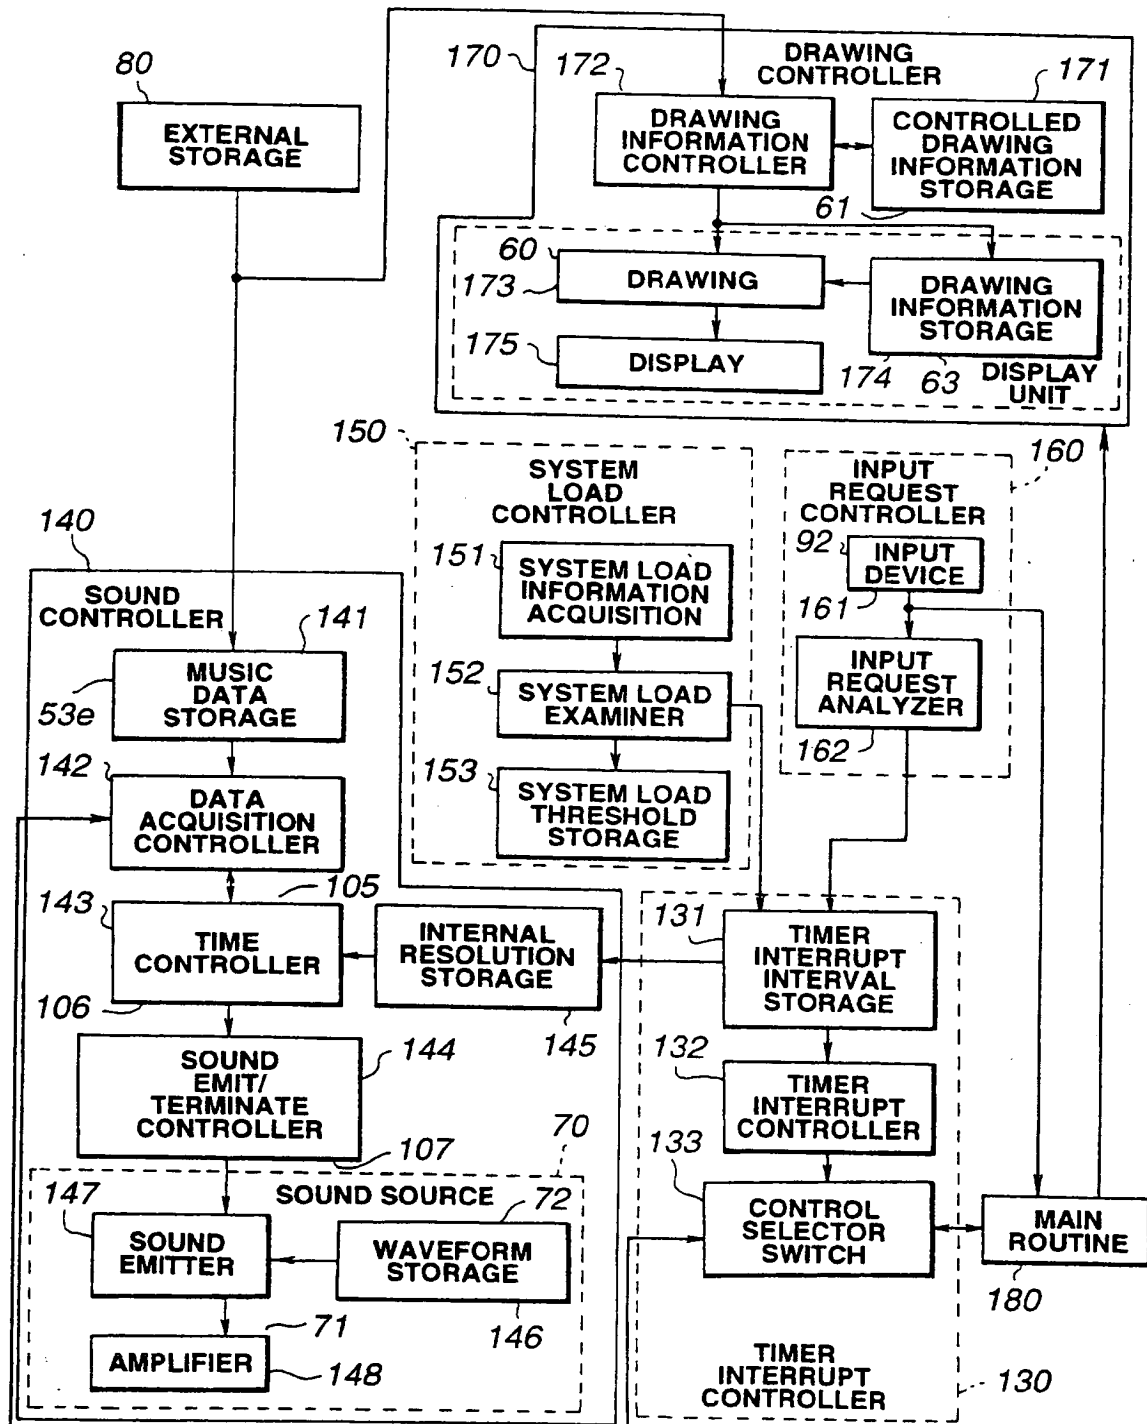 80
EXTERNAL
STORAGE
170
DRAWING
CONTROLLER
172
DRAWING
INFORMATION
CONTROLLER
171
CONTROLLED
DRAWING
INFORMATION
STORAGE
61
60
173
DRAWING
DRAWING
INFORMATION
STORAGE
175
DISPLAY
174
63
DISPLAY
UNIT
150
SYSTEM
LOAD
CONTROLLER
151
SYSTEM LOAD
INFORMATION
ACQUISITION
152
SYSTEM LOAD
EXAMINER
153
SYSTEM LOAD
THRESHOLD
STORAGE
160
INPUT
REQUEST
CONTROLLER
92
INPUT
DEVICE
161
INPUT
REQUEST
ANALYZER
162
140
SOUND
CONTROLLER
141
MUSIC
DATA
STORAGE
53e
142
DATA
ACQUISITION
CONTROLLER
105
143
TIME
CONTROLLER
106
INTERNAL
RESOLUTION
STORAGE
145
SOUND
EMIT/
TERMINATE
CONTROLLER
144
107
70
SOUND SOURCE
147
SOUND
EMITTER
72
WAVEFORM
STORAGE
146
71
AMPLIFIER
148
131
TIMER
INTERRUPT
INTERVAL
STORAGE
132
TIMER
INTERRUPT
CONTROLLER
133
CONTROL
SELECTOR
SWITCH
MAIN
ROUTINE
180
TIMER
INTERRUPT
CONTROLLER
130